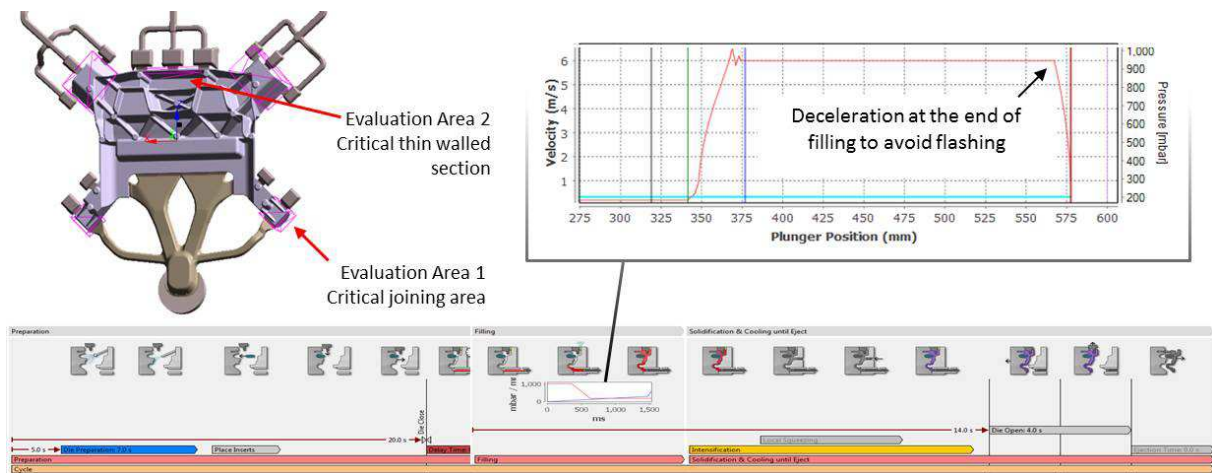 Evaluation Area 2
Critical thin walled
section
Evaluation Area 1
Critical joining area
Velocity (m/s)
6
5
4
3
2
1
1,000
900
800
700
600
500
400
300
200
Pressure [mbar]
Deceleration at the end of
filling to avoid flashing
275 300 325 350 375 400 425 450 475 500 525 550 575 600
Plunger Position (mm)
Preparation
Filling
Solidification & Cooling until Eject
1,000
0
0 500 1,000 1,500
ms
Die Close
20.0 s
14.0 s
Die Open: 4.0 s
5.0 s
Die Preparation: 7.0 s
Place Inserts
Delay Time:
Local Squeezing
Intensification
Ejection Time: 9.0 s
Preparation
Filling
Solidification & Cooling until Eject
Cycle